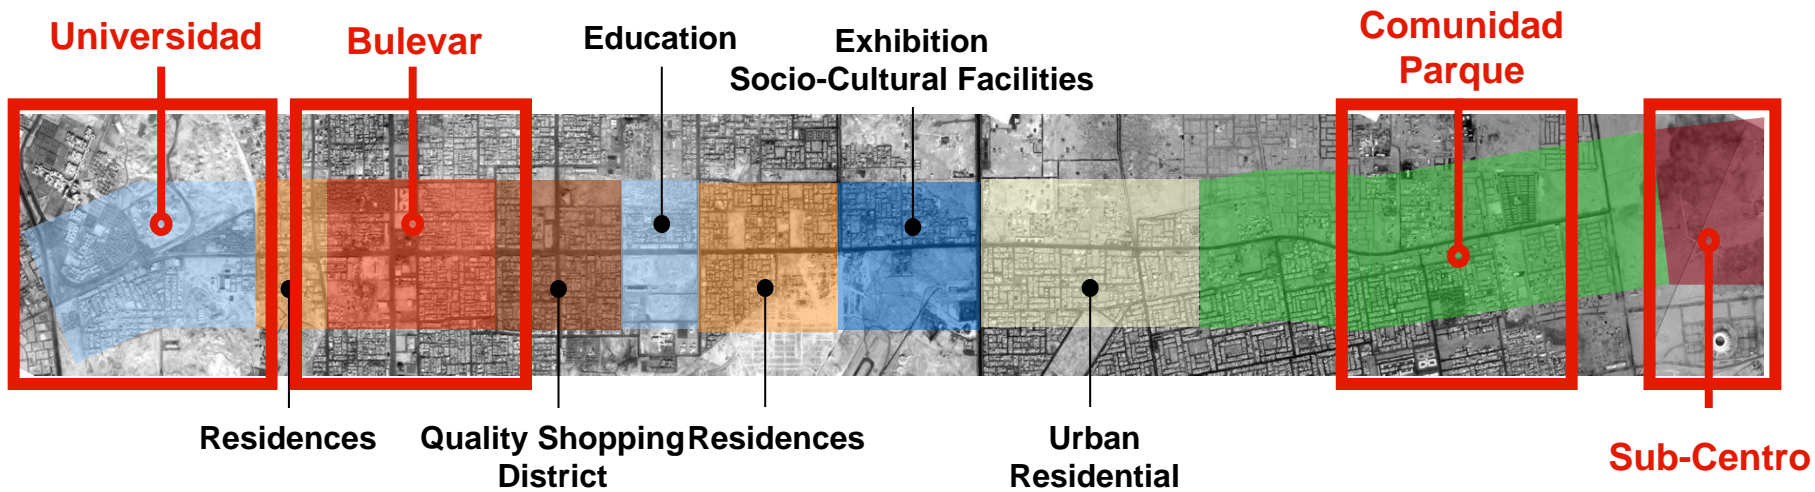 Universidad
Bulevar
Education
Exhibition
Socio-Cultural Facilities
Comunidad
Parque
Residences
Quality Shopping
District
Residences
Urban
Residential
Sub-Centro